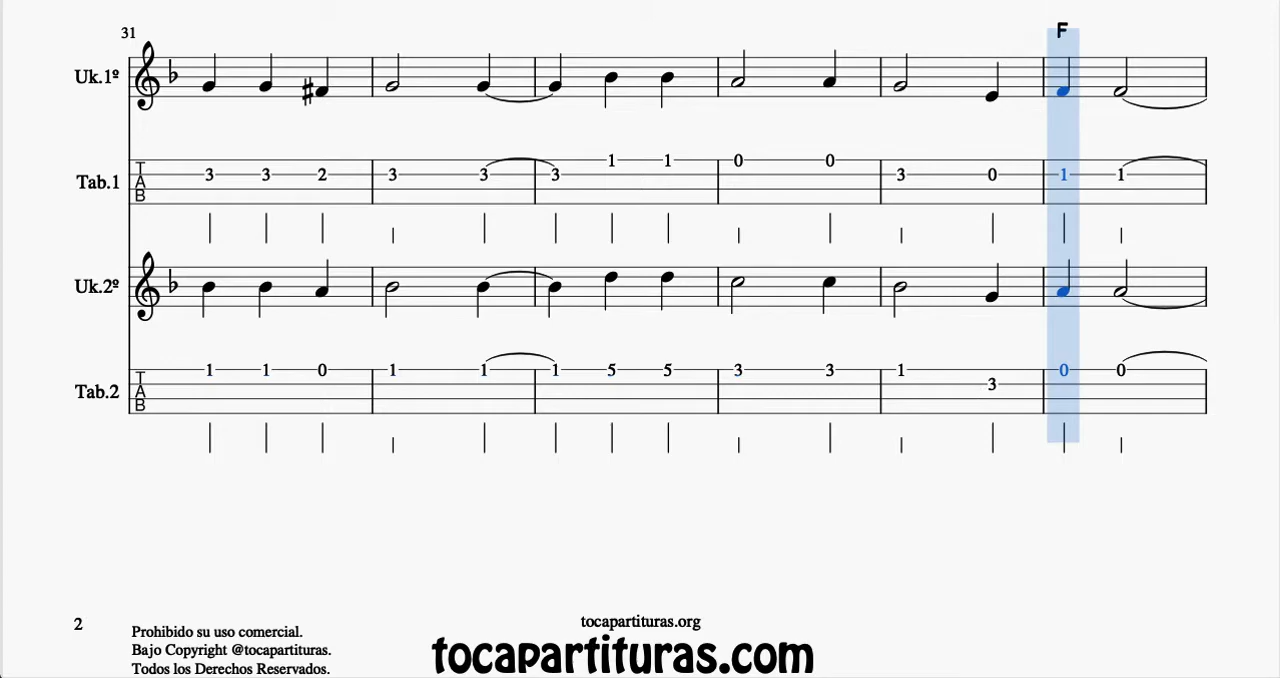 31
F
Uk.1º
Tab.1
T A B
3 3 2 3 3 3 1 1 0 0 3 0 1 1
Uk.2º
Tab.2
T A B
1 1 0 1 1 1 5 5 3 3 1 3 0 0
2
Prohibido su uso comercial.
Bajo Copyright @tocapartituras.
Todos los Derechos Reservados.
tocapartituras.org
tocapartituras.com